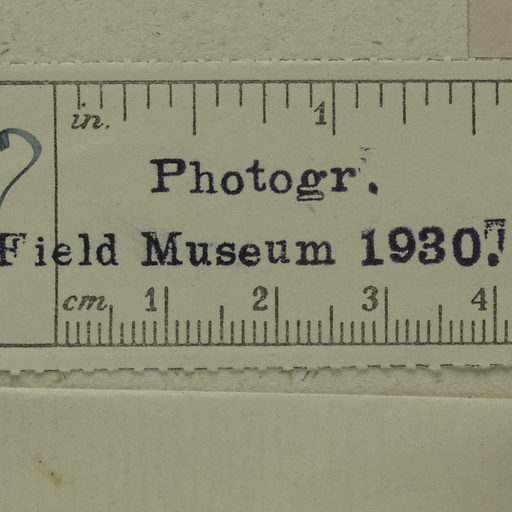 in. 1
Photogr.
Field Museum 1930.
cm 1 2 3 4